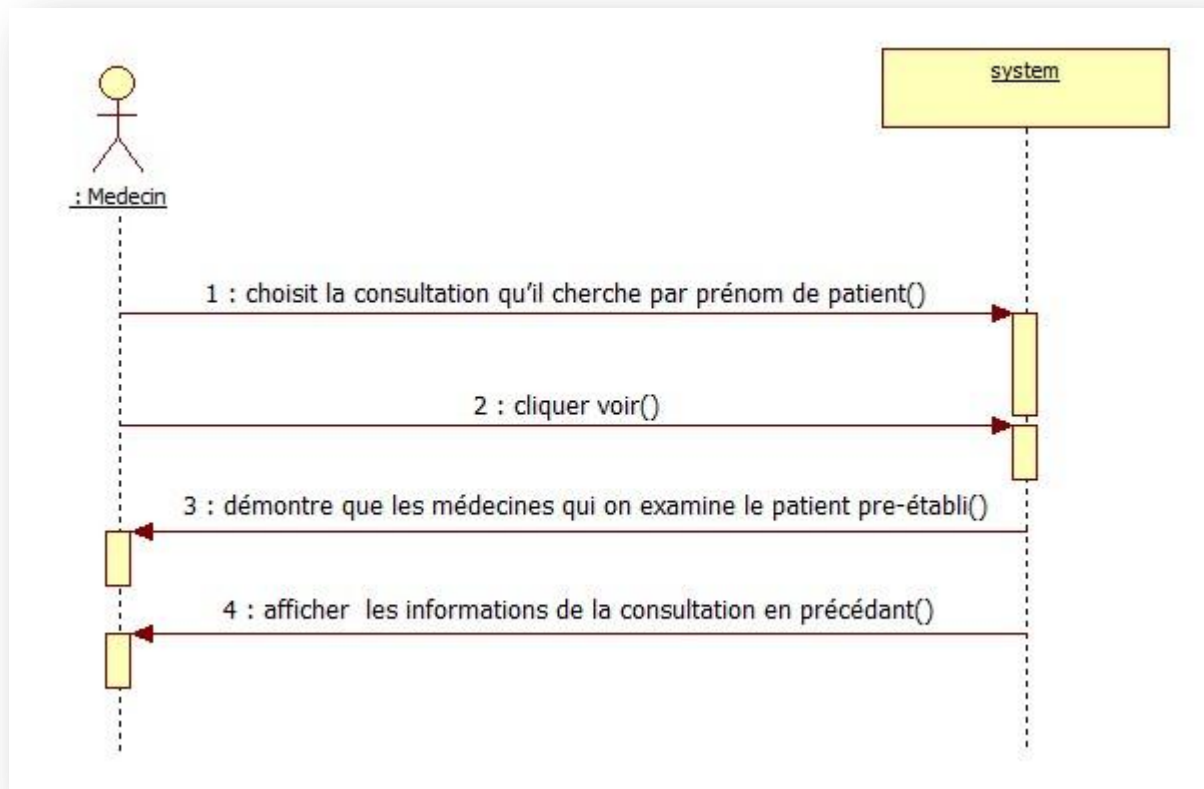 system
: Medecin
1 : choisit la consultation qu'il cherche par prénom de patient()
2 : cliquer voir()
3 : démontre que les médecines qui on examine le patient pre-établi()
4 : afficher  les informations de la consultation en précédant()